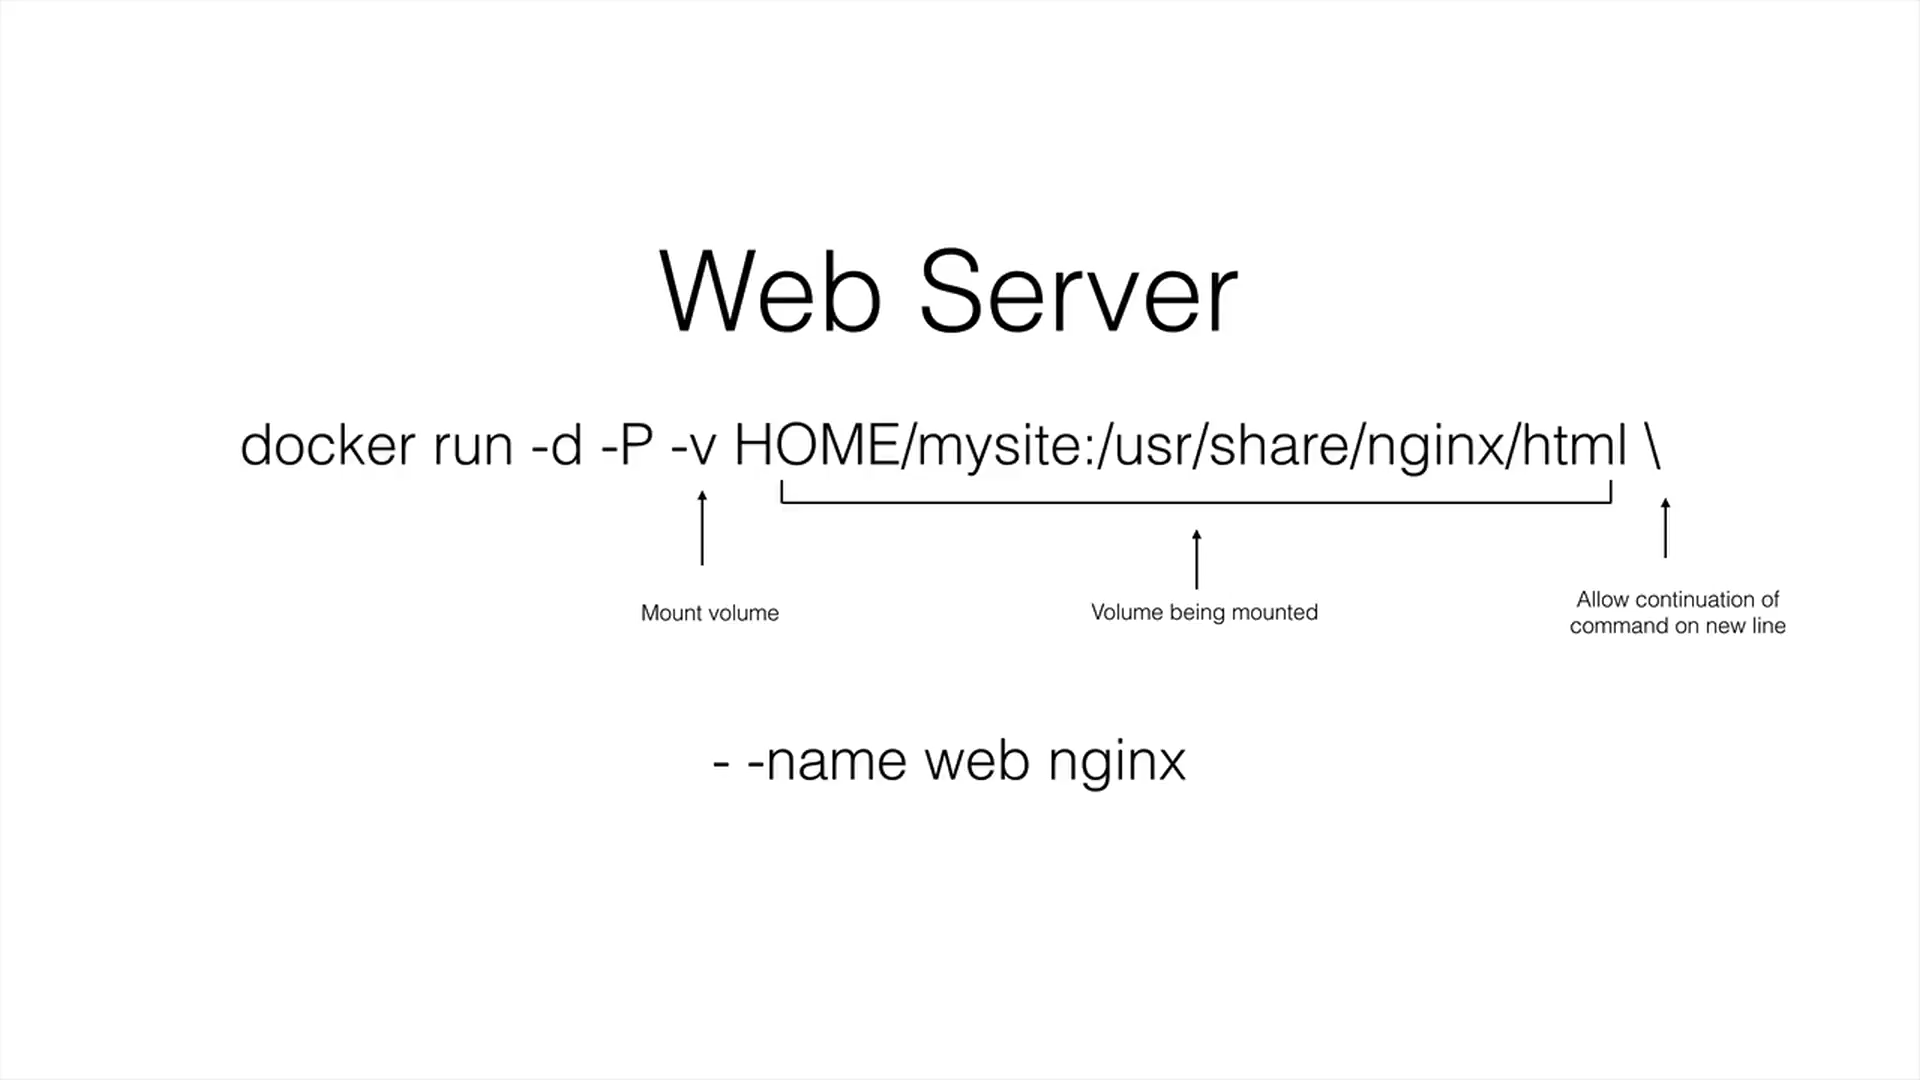 Web Server
docker run -d -P -v HOME/mysite:/usr/share/nginx/html \
Mount volume
Volume being mounted
Allow continuation of
command on new line
- -name web nginx